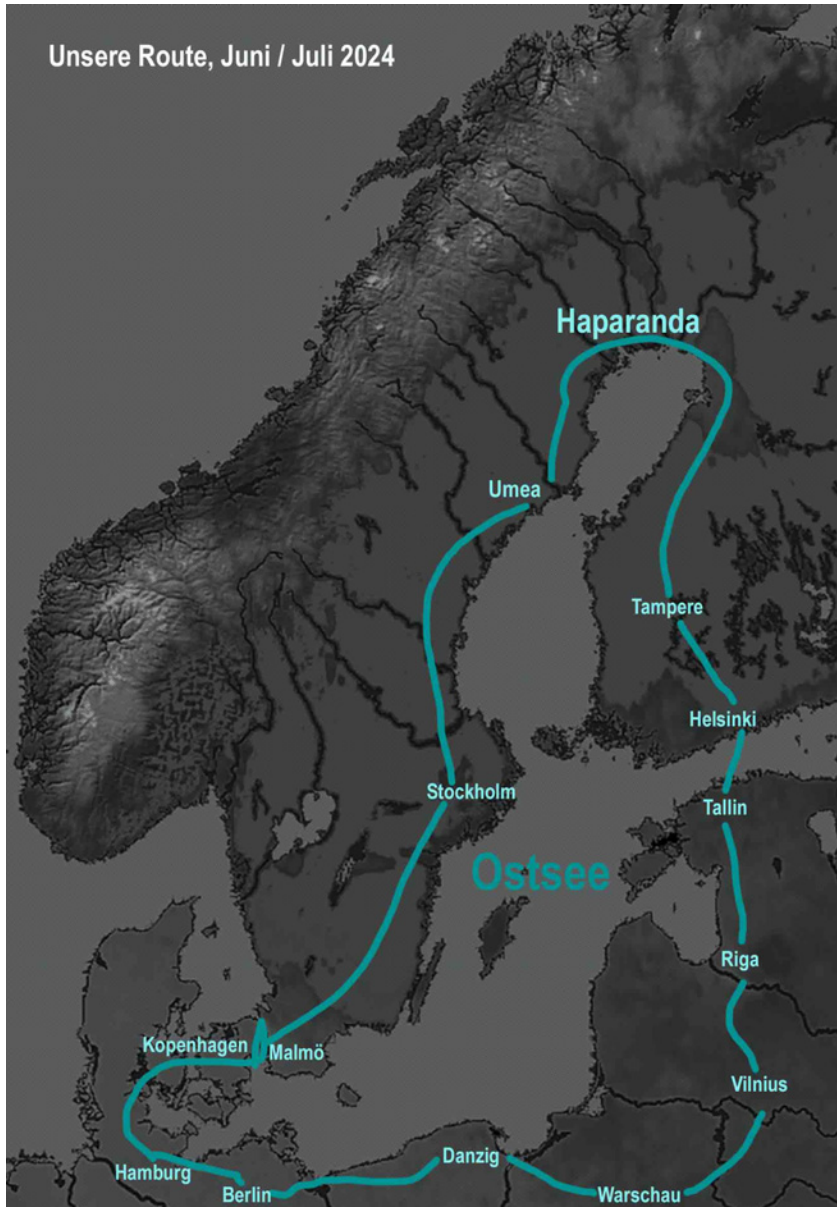 Unsere Route, Juni / Juli 2024
Haparanda
Umea
Tampere
Helsinki
Stockholm
Tallin
Ostsee
Riga
Kopenhagen
Malmö
Vilnius
Danzig
Hamburg
Berlin
Warschau